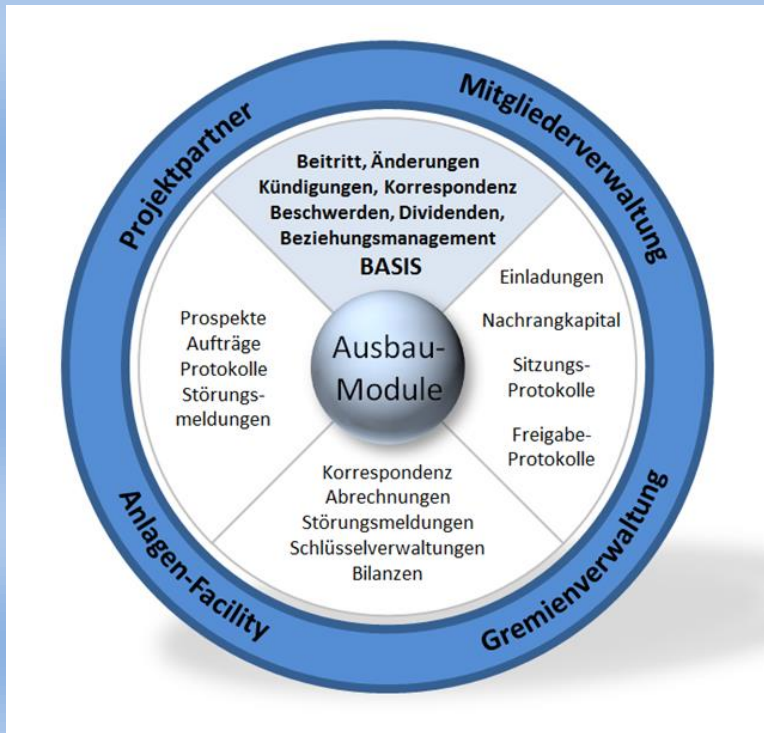 Projektpartner
Mitgliederverwaltung
Beitritt, Änderungen
Kündigungen, Korrespondenz
Beschwerden, Dividenden,
Beziehungsmanagement
BASIS
Einladungen
Nachrangkapital
Sitzungs-
Protokolle
Freigabe-
Protokolle
Prospekte
Aufträge
Protokolle
Störungs-
meldungen
Ausbau-
Module
Korrespondenz
Abrechnungen
Störungsmeldungen
Schlüsselverwaltungen
Bilanzen
Anlagen-Facility
Gremienverwaltung